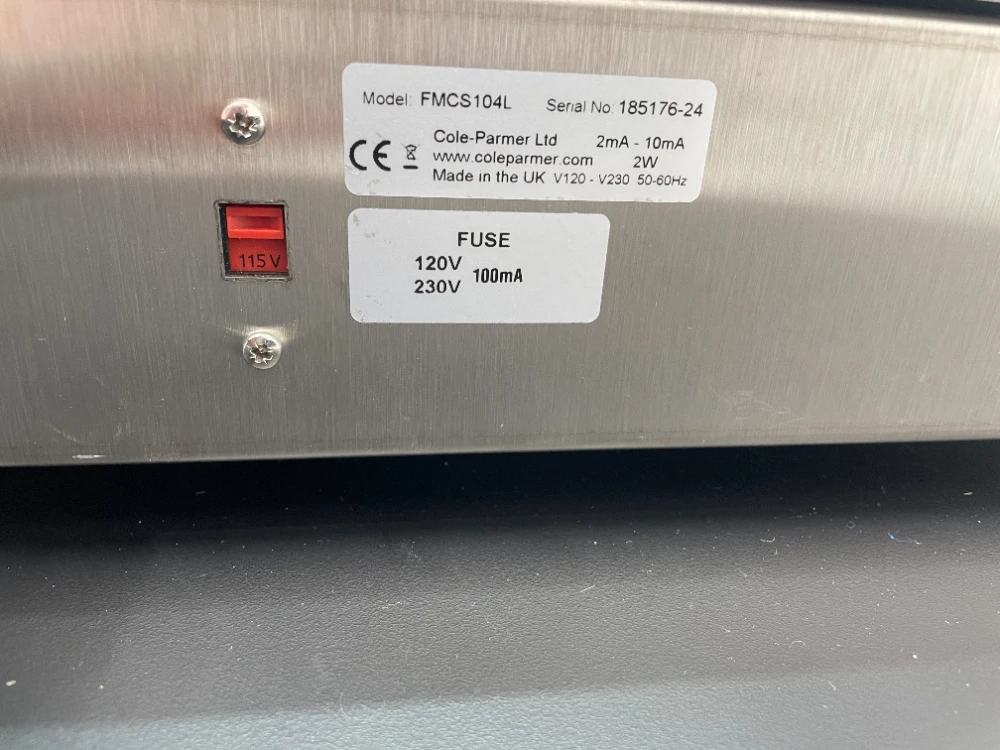 Model: FMCS104L Serial No: 185176-24
Cole-Parmer Ltd 2mA - 10mA
CE www.coleparmer.com 2W
Made in the UK V120 - V230 50-60Hz
115V
FUSE
120V
230V 100mA